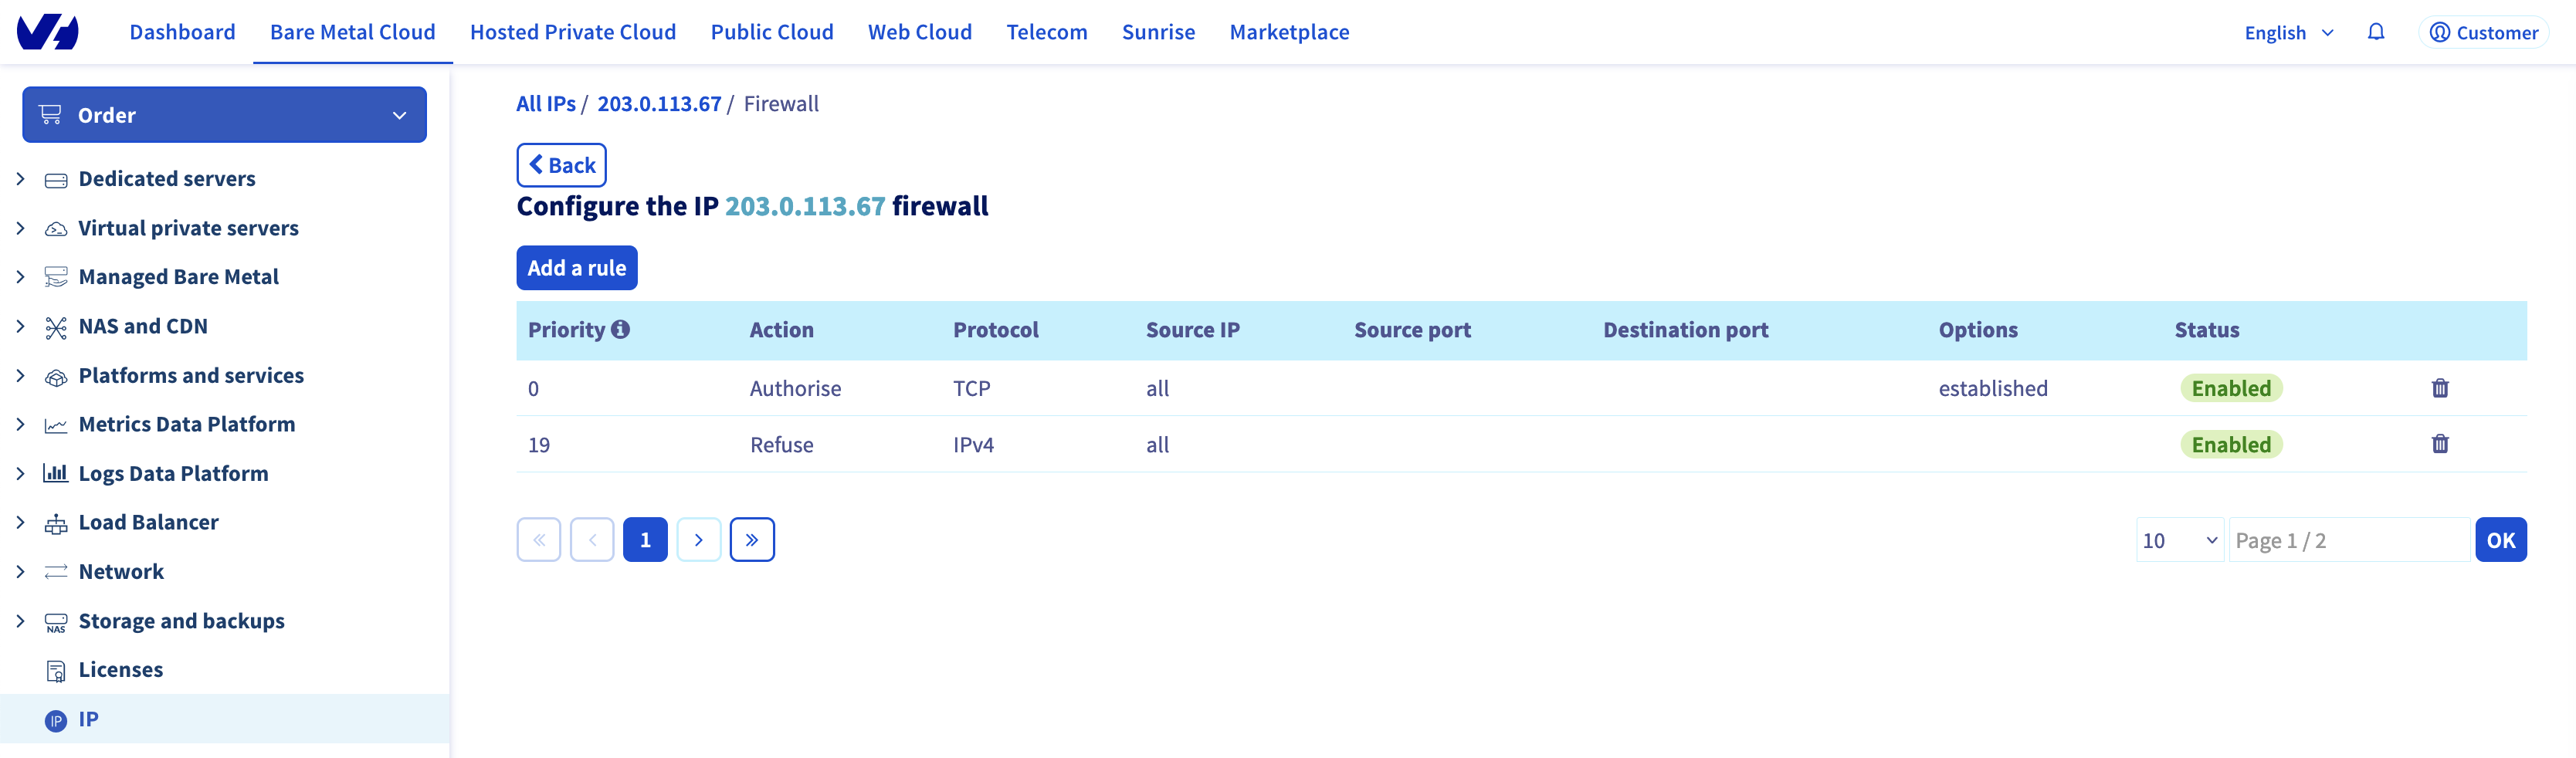 Dashboard Bare Metal Cloud Hosted Private Cloud Public Cloud Web Cloud Telecom Sunrise Marketplace English Customer
Order
Dedicated servers
Virtual private servers
Managed Bare Metal
NAS and CDN
Platforms and services
Metrics Data Platform
Logs Data Platform
Load Balancer
Network
NAS
Storage and backups
Licenses
IP IP
All IPs / 203.0.113.67 / Firewall
Back
Configure the IP 203.0.113.67 firewall
Add a rule
Priority Action Protocol Source IP Source port Destination port Options Status
0 Authorise TCP all established Enabled
19 Refuse IPv4 all Enabled
« ‹ 1 › » 10 Page 1 / 2 OK